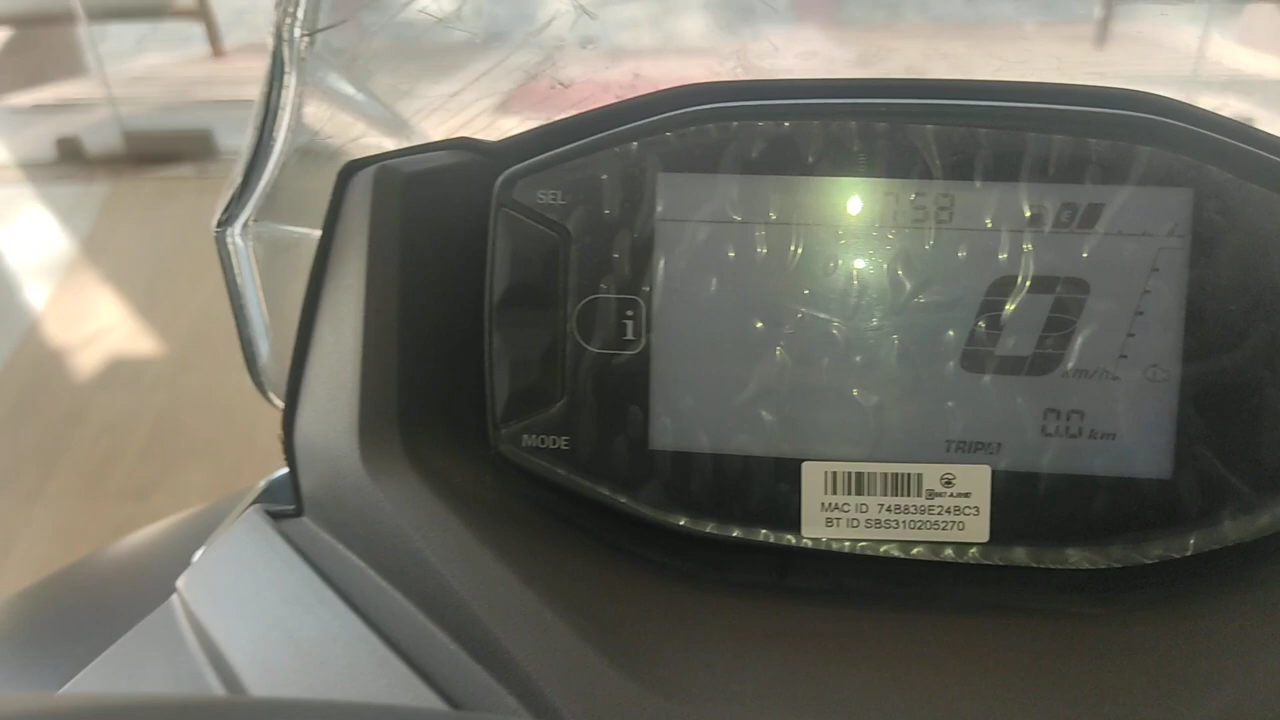 SEL
7:58
i
0
km/h
0.0 km
MODE
TRIP
MAC ID 74B839E24BC3
BT ID SBS310205270